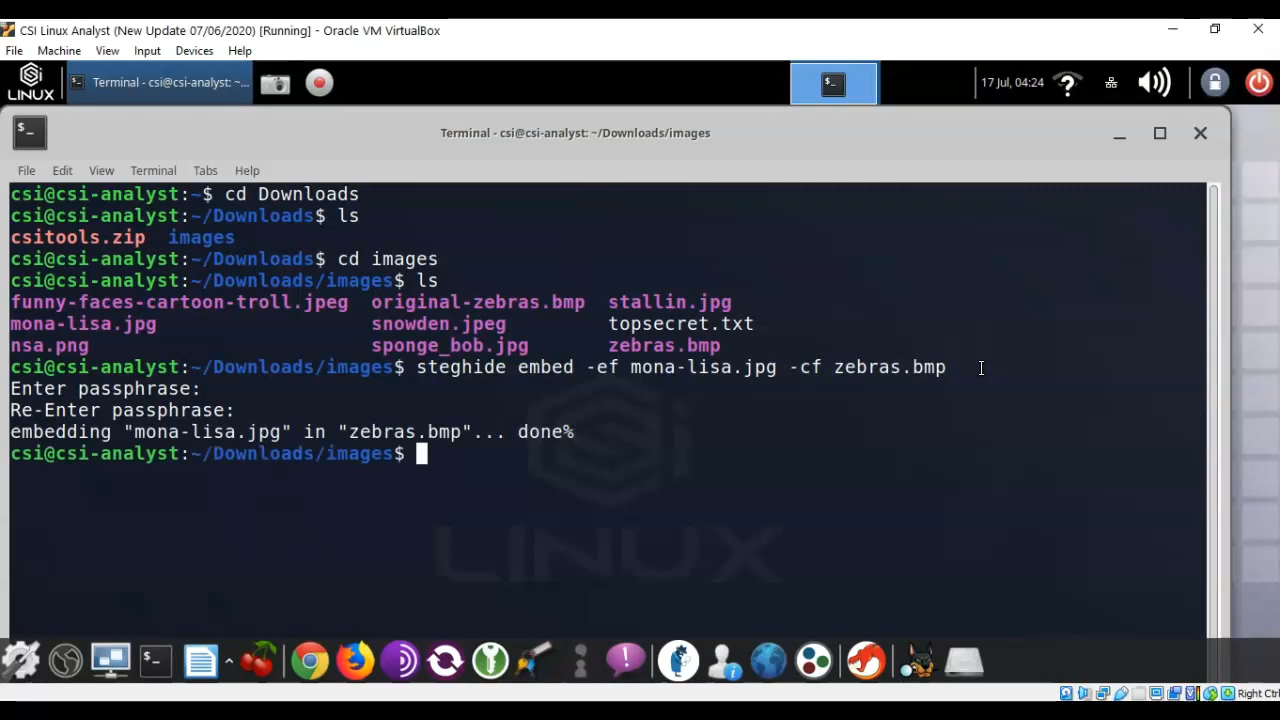 CSI Linux Analyst (New Update 07/06/2020) [Running] - Oracle VM VirtualBox
File Machine View Input Devices Help
SI LINUX Terminal - csi@csi-analyst: ~... 17 Jul, 04:24
Terminal - csi@csi-analyst: ~/Downloads/images
File Edit View Terminal Tabs Help
csi@csi-analyst:~$ cd Downloads
csi@csi-analyst:~/Downloads$ ls
csitools.zip images
csi@csi-analyst:~/Downloads$ cd images
csi@csi-analyst:~/Downloads/images$ ls
funny-faces-cartoon-troll.jpeg original-zebras.bmp stallin.jpg
mona-lisa.jpg snowden.jpeg topsecret.txt
nsa.png sponge_bob.jpg zebras.bmp
csi@csi-analyst:~/Downloads/images$ steghide embed -ef mona-lisa.jpg -cf zebras.bmp
Enter passphrase:
Re-Enter passphrase:
embedding "mona-lisa.jpg" in "zebras.bmp"... done%
csi@csi-analyst:~/Downloads/images$
SI
LINUX
Right Ctrl